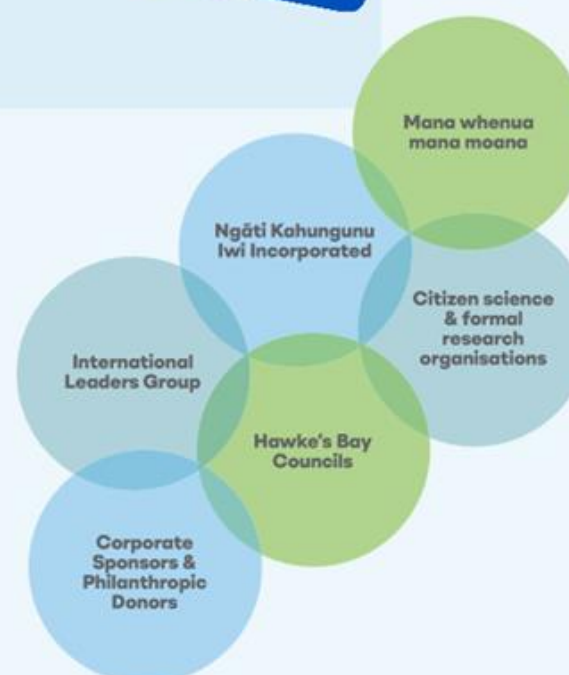 Mana whenua
mana moana
Ngāti Kahungunu
Iwi Incorporated
Citizen science
& formal
research
organisations
International
Leaders Group
Hawke's Bay
Councils
Corporate
Sponsors &
Philanthropic
Donors